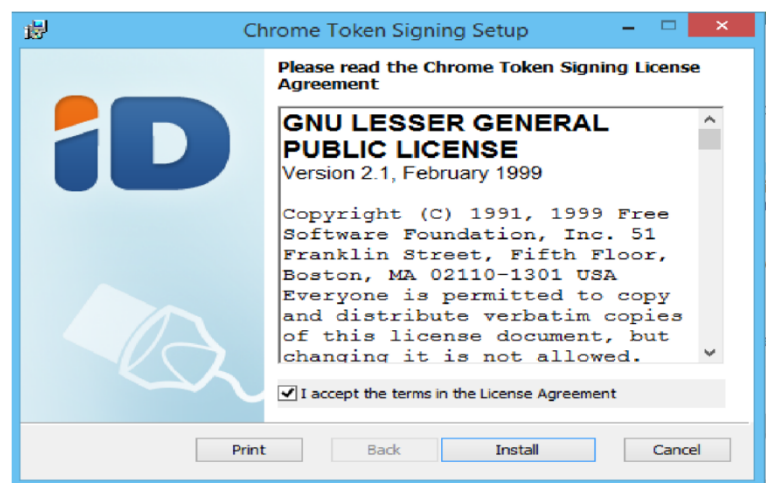 Chrome Token Signing Setup
Please read the Chrome Token Signing License
Agreement
iD
GNU LESSER GENERAL
PUBLIC LICENSE
Version 2.1, February 1999
Copyright (C) 1991, 1999 Free
Software Foundation, Inc. 51
Franklin Street, Fifth Floor,
Boston, MA 02110-1301 USA
Everyone is permitted to copy
and distribute verbatim copies
of this license document, but
changing it is not allowed.
I accept the terms in the License Agreement
Print
Back
Install
Cancel